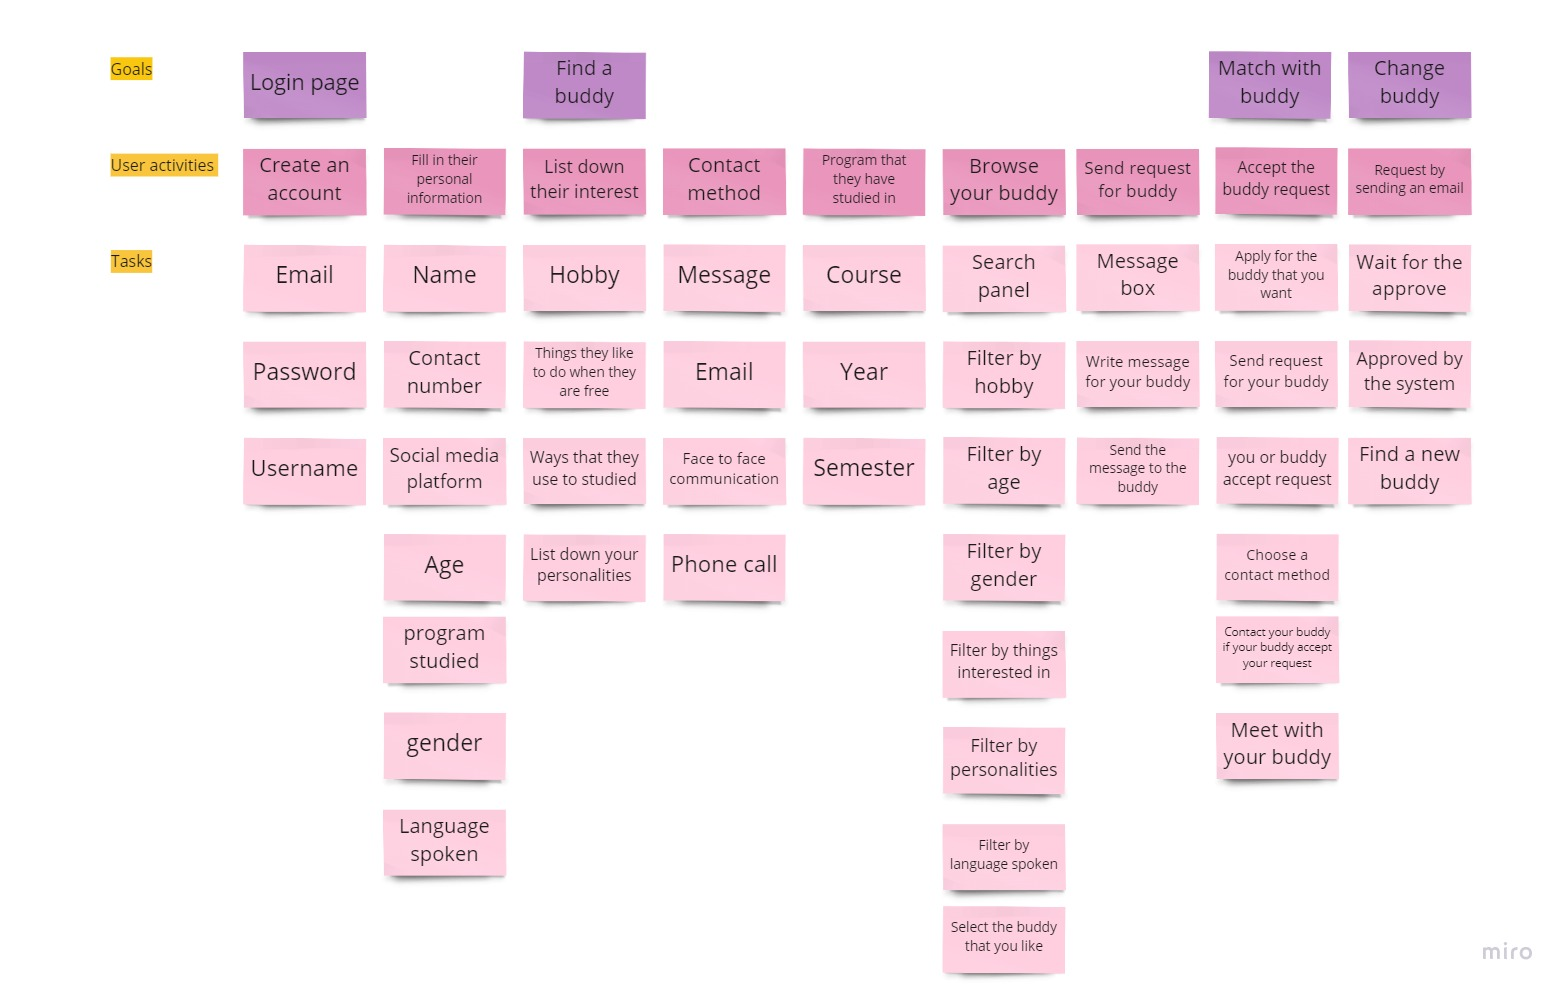 Goals
Login page
Find a
buddy
Match with
buddy
Change
buddy
User activities
Create an
account
Fill in their
personal
information
List down
their interest
Contact
method
Program that
they have
studied in
Browse
your buddy
Send request
for buddy
Accept the
buddy request
Request by
sending an email
Tasks
Email
Name
Hobby
Message
Course
Search
panel
Message
box
Apply for the
buddy that you
want
Wait for the
approve
Password
Contact
number
Things they like
to do when they
are free
Email
Year
Filter by
hobby
Write message
for your buddy
Send request
for your buddy
Approved by
the system
Username
Social media
platform
Ways that they
use to studied
Face to face
communication
Semester
Filter by
age
Send the
message to the
buddy
you or buddy
accept request
Find a new
buddy
Age
List down your
personalities
Phone call
Filter by
gender
Choose a
contact method
program
studied
Filter by things
interested in
Contact your buddy
if your buddy accept
your request
gender
Filter by
personalities
Meet with
your buddy
Language
spoken
Filter by
language spoken
Select the buddy
that you like
miro